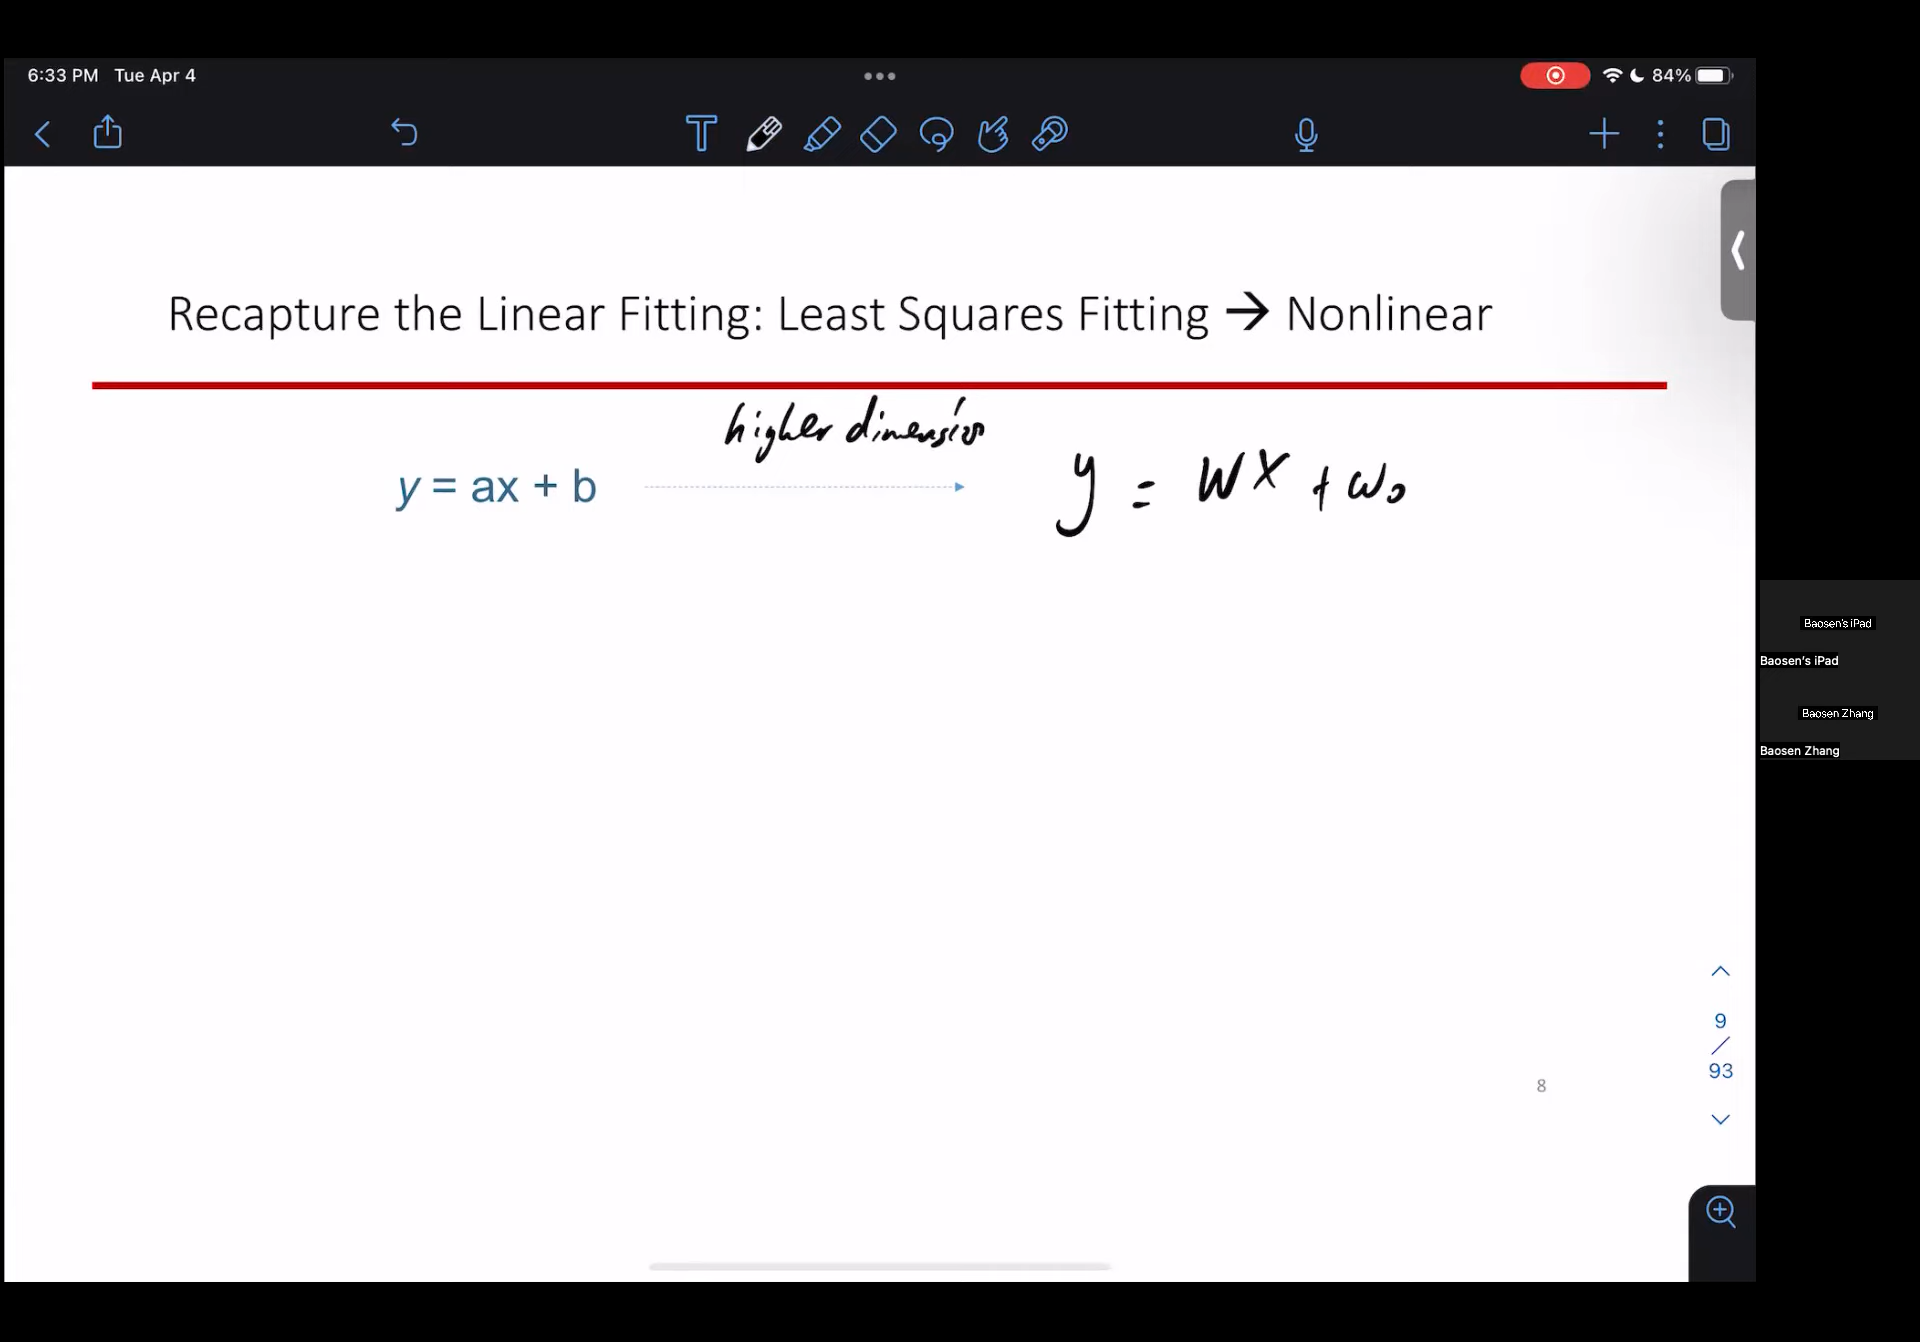 6:33 PM Tue Apr 4
84%
Recapture the Linear Fitting: Least Squares Fitting → Nonlinear
higher dimension
y = ax + b
y = WX + w₀
Baosen's iPad
Baosen's iPad
Baosen Zhang
Baosen Zhang
9
/
93
8